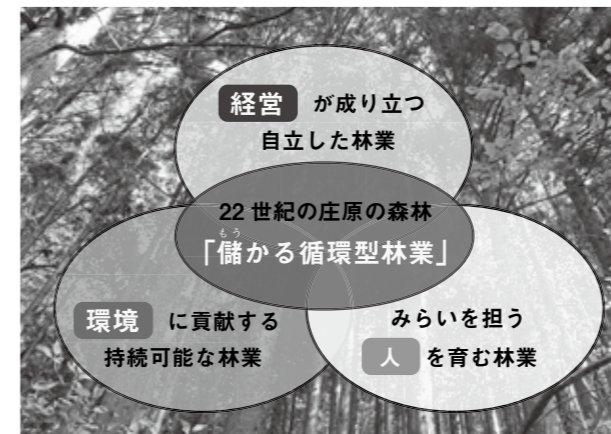 経営 が成り立つ
自立した林業
22世紀の庄原の森林
もう
「儲かる循環型林業」
環境 に貢献する
持続可能な林業
みらいを担う
人 を育む林業